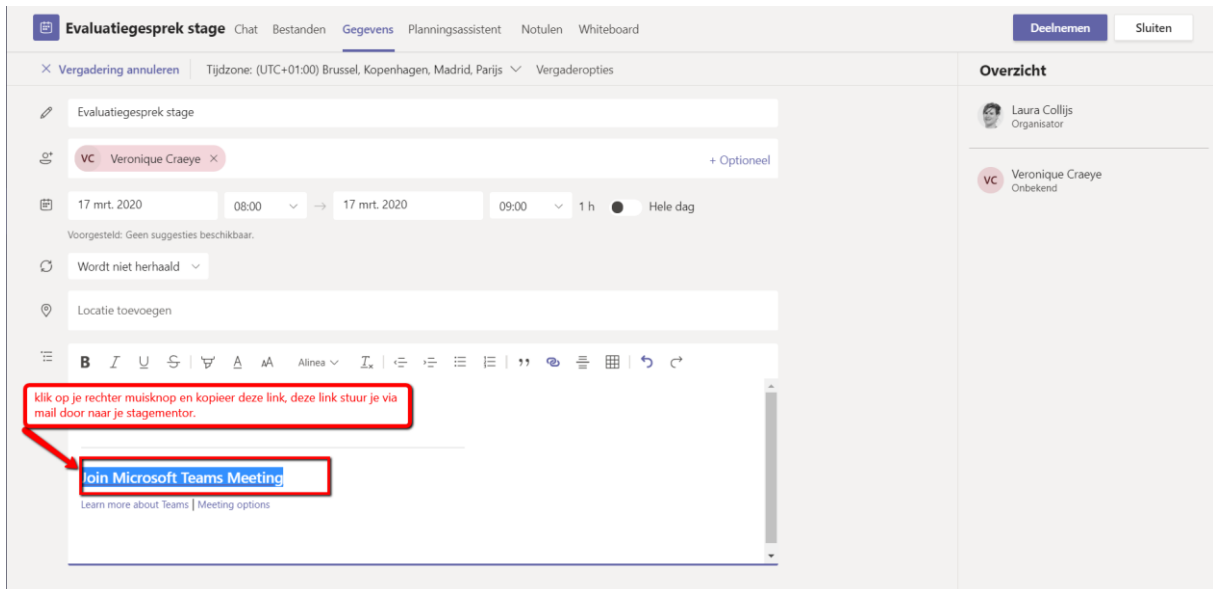 Evaluatiegesprek stage Chat Bestanden Gegevens Planningsassistent Notulen Whiteboard Deelnemen Sluiten
Vergadering annuleren Tijdzone: (UTC+01:00) Brussel, Kopenhagen, Madrid, Parijs Vergaderopties
Overzicht
Evaluatiegesprek stage
Laura Collijs
Organisator
VC Veronique Craeye × + Optioneel
VC Veronique Craeye
Onbekend
17 mrt. 2020 08:00 → 17 mrt. 2020 09:00 1 h Hele dag
Voorgesteld: Geen suggesties beschikbaar.
Wordt niet herhaald
Locatie toevoegen
B I U S A AA Alinea Ix
klik op je rechter muisknop en kopieer deze link, deze link stuur je via
mail door naar je stagementor.
Join Microsoft Teams Meeting
Learn more about Teams | Meeting options